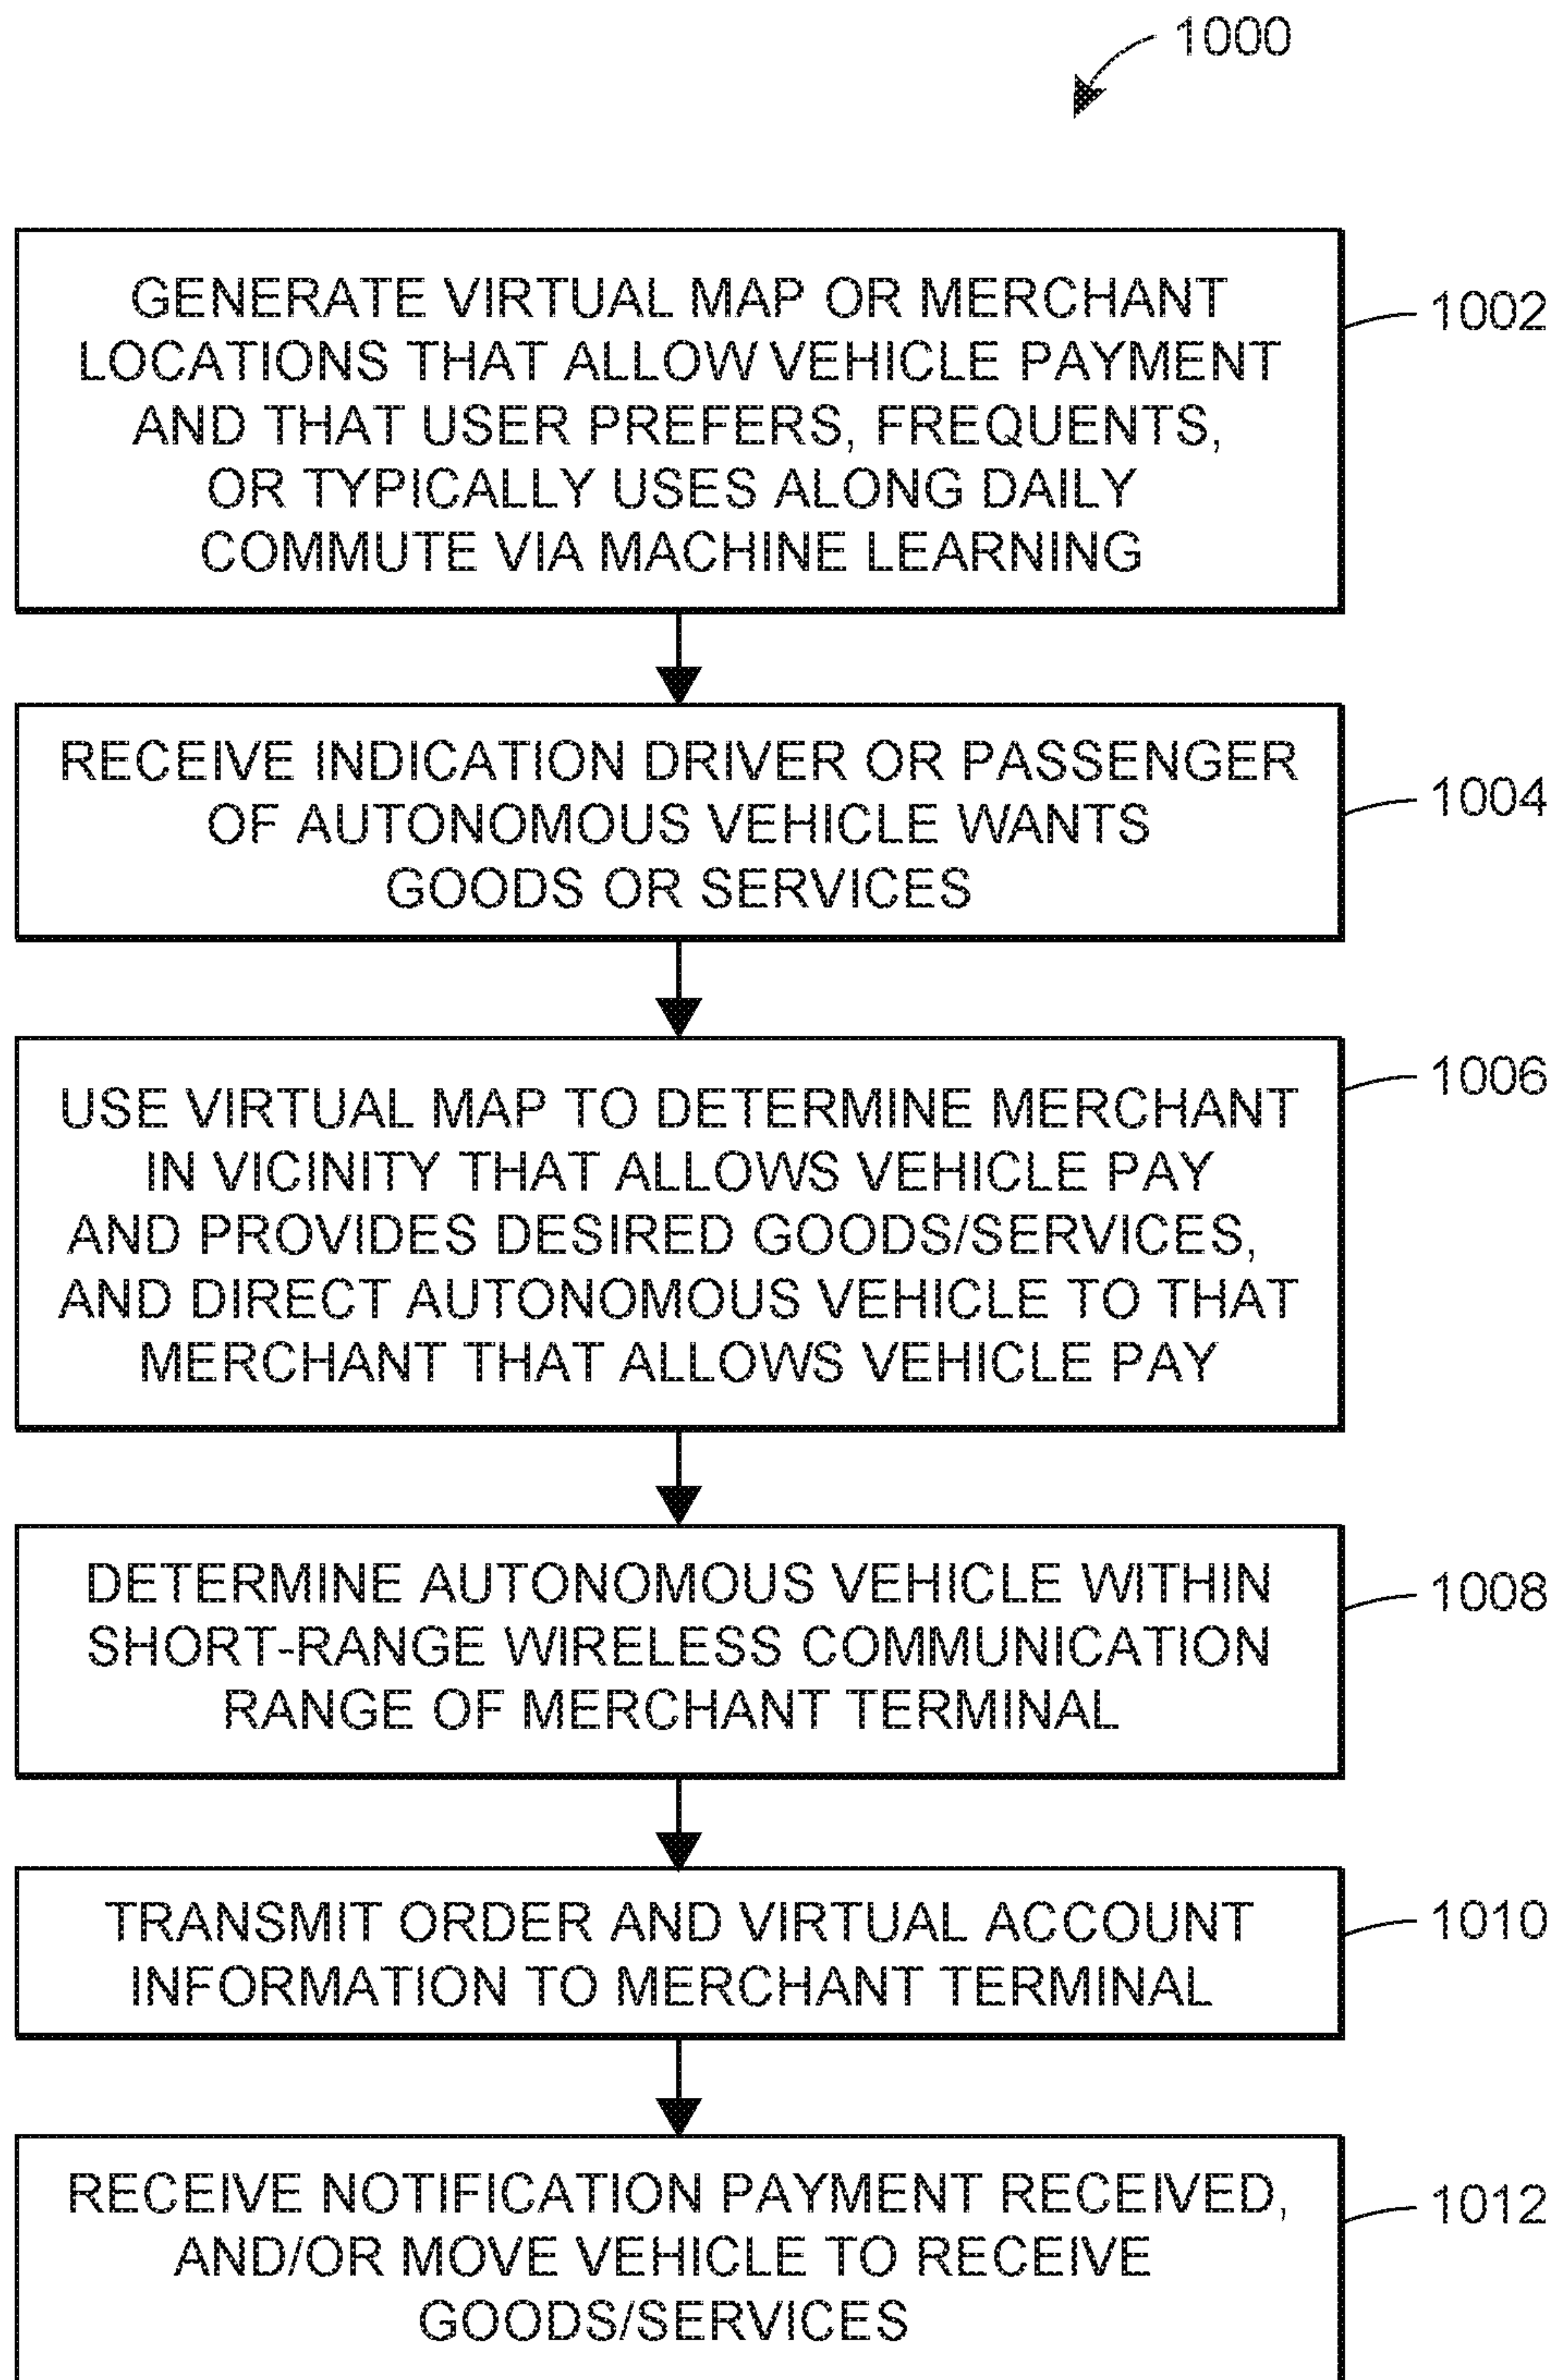 1000
GENERATE VIRTUAL MAP OR MERCHANT
LOCATIONS THAT ALLOW VEHICLE PAYMENT
AND THAT USER PREFERS, FREQUENTS,
OR TYPICALLY USES ALONG DAILY
COMMUTE VIA MACHINE LEARNING
1002
RECEIVE INDICATION DRIVER OR PASSENGER
OF AUTONOMOUS VEHICLE WANTS
GOODS OR SERVICES
1004
USE VIRTUAL MAP TO DETERMINE MERCHANT
IN VICINITY THAT ALLOWS VEHICLE PAY
AND PROVIDES DESIRED GOODS/SERVICES,
AND DIRECT AUTONOMOUS VEHICLE TO THAT
MERCHANT THAT ALLOWS VEHICLE PAY
1006
DETERMINE AUTONOMOUS VEHICLE WITHIN
SHORT-RANGE WIRELESS COMMUNICATION
RANGE OF MERCHANT TERMINAL
1008
TRANSMIT ORDER AND VIRTUAL ACCOUNT
INFORMATION TO MERCHANT TERMINAL
1010
RECEIVE NOTIFICATION PAYMENT RECEIVED,
AND/OR MOVE VEHICLE TO RECEIVE
GOODS/SERVICES
1012